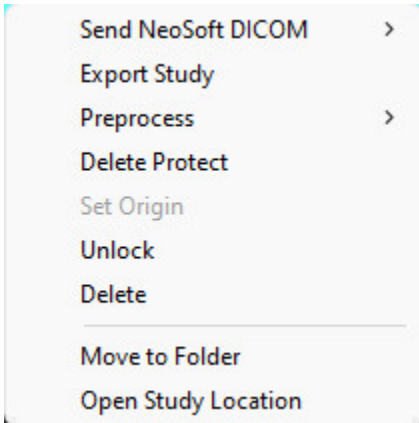 Send NeoSoft DICOM
Export Study
Preprocess
Delete Protect
Set Origin
Unlock
Delete
Move to Folder
Open Study Location